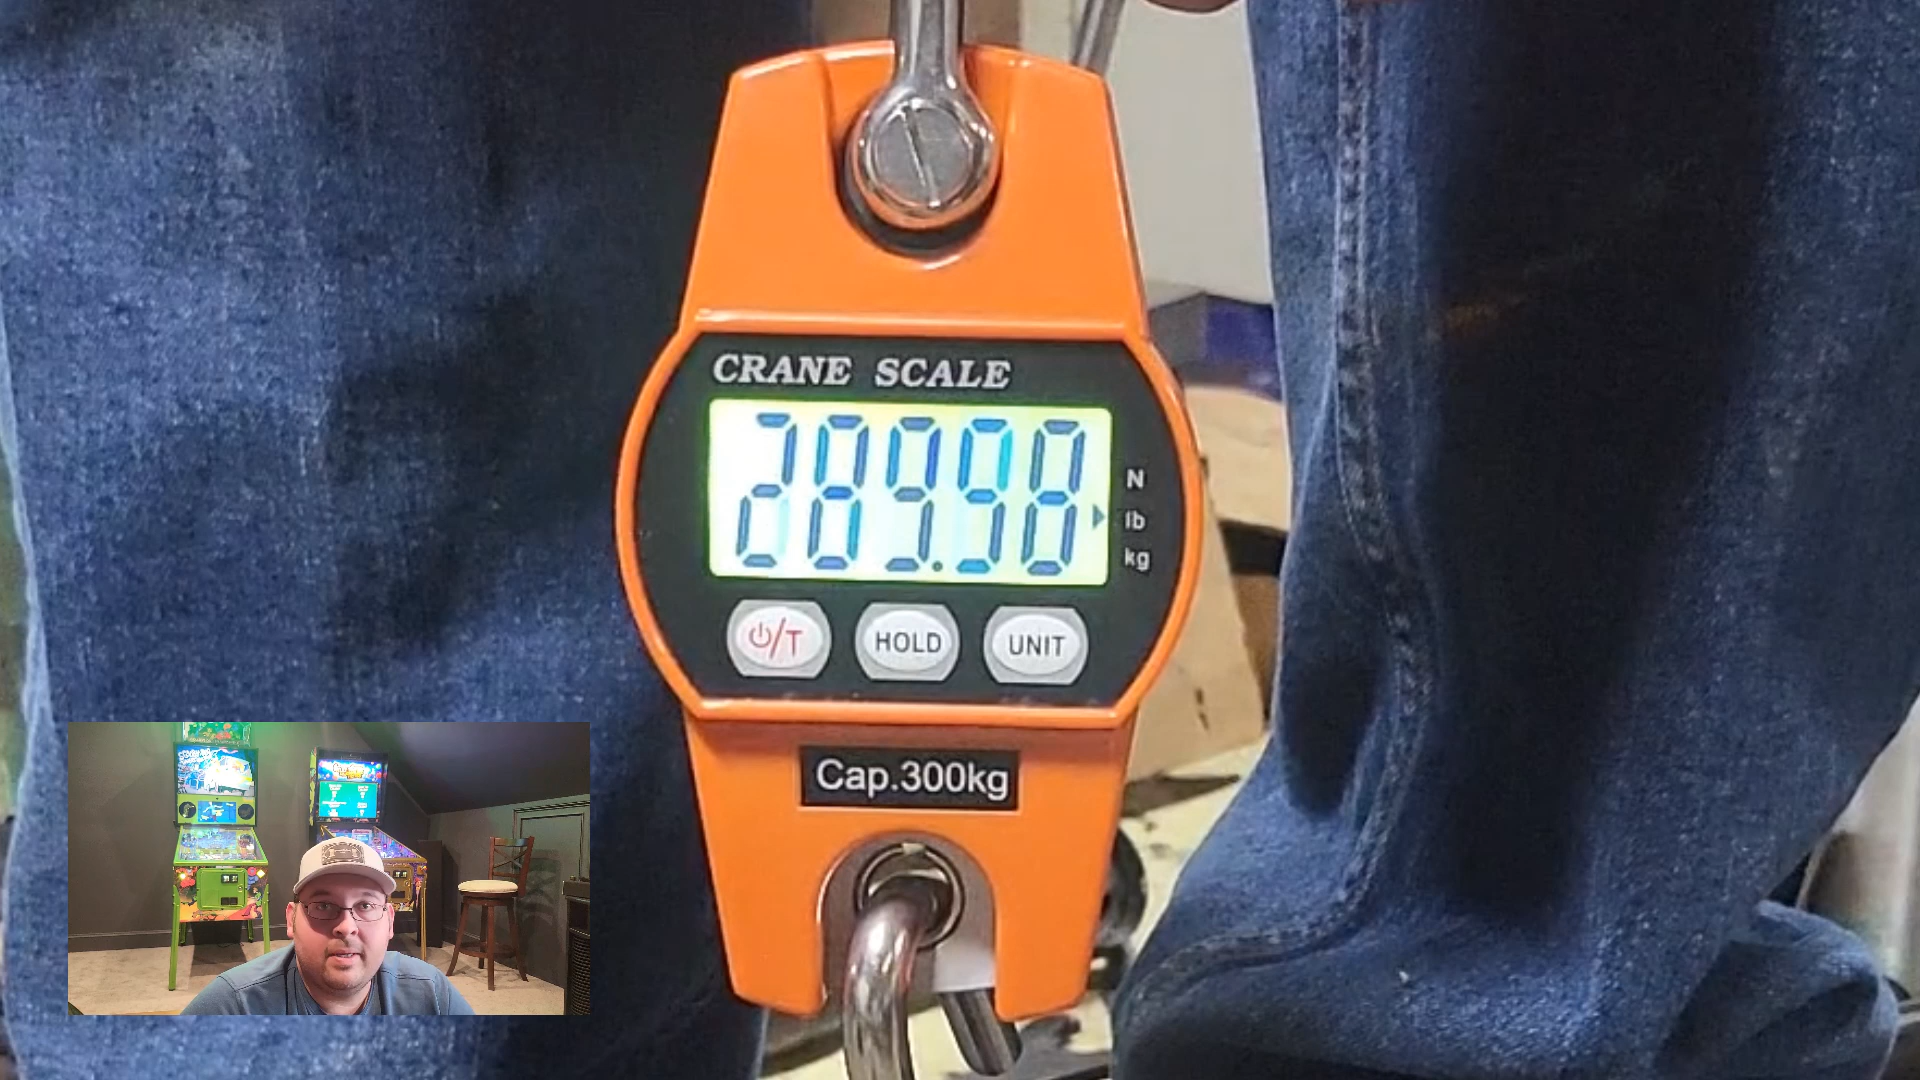 CRANE SCALE
289.98
N
lb
kg
⏻/T
HOLD
UNIT
Cap.300kg